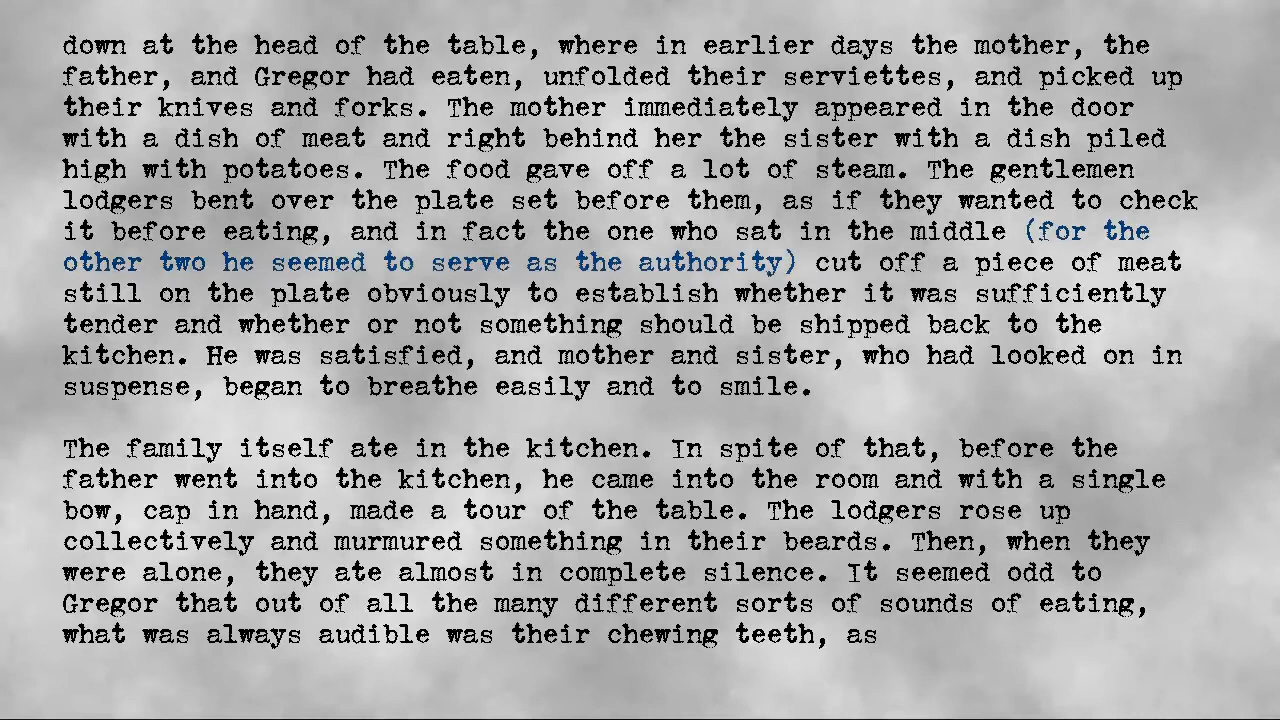 down at the head of the table, where in earlier days the mother, the
father, and Gregor had eaten, unfolded their serviettes, and picked up
their knives and forks. The mother immediately appeared in the door
with a dish of meat and right behind her the sister with a dish piled
high with potatoes. The food gave off a lot of steam. The gentlemen
lodgers bent over the plate set before them, as if they wanted to check
it before eating, and in fact the one who sat in the middle (for the
other two he seemed to serve as the authority) cut off a piece of meat
still on the plate obviously to establish whether it was sufficiently
tender and whether or not something should be shipped back to the
kitchen. He was satisfied, and mother and sister, who had looked on in
suspense, began to breathe easily and to smile.

The family itself ate in the kitchen. In spite of that, before the
father went into the kitchen, he came into the room and with a single
bow, cap in hand, made a tour of the table. The lodgers rose up
collectively and murmured something in their beards. Then, when they
were alone, they ate almost in complete silence. It seemed odd to
Gregor that out of all the many different sorts of sounds of eating,
what was always audible was their chewing teeth, as